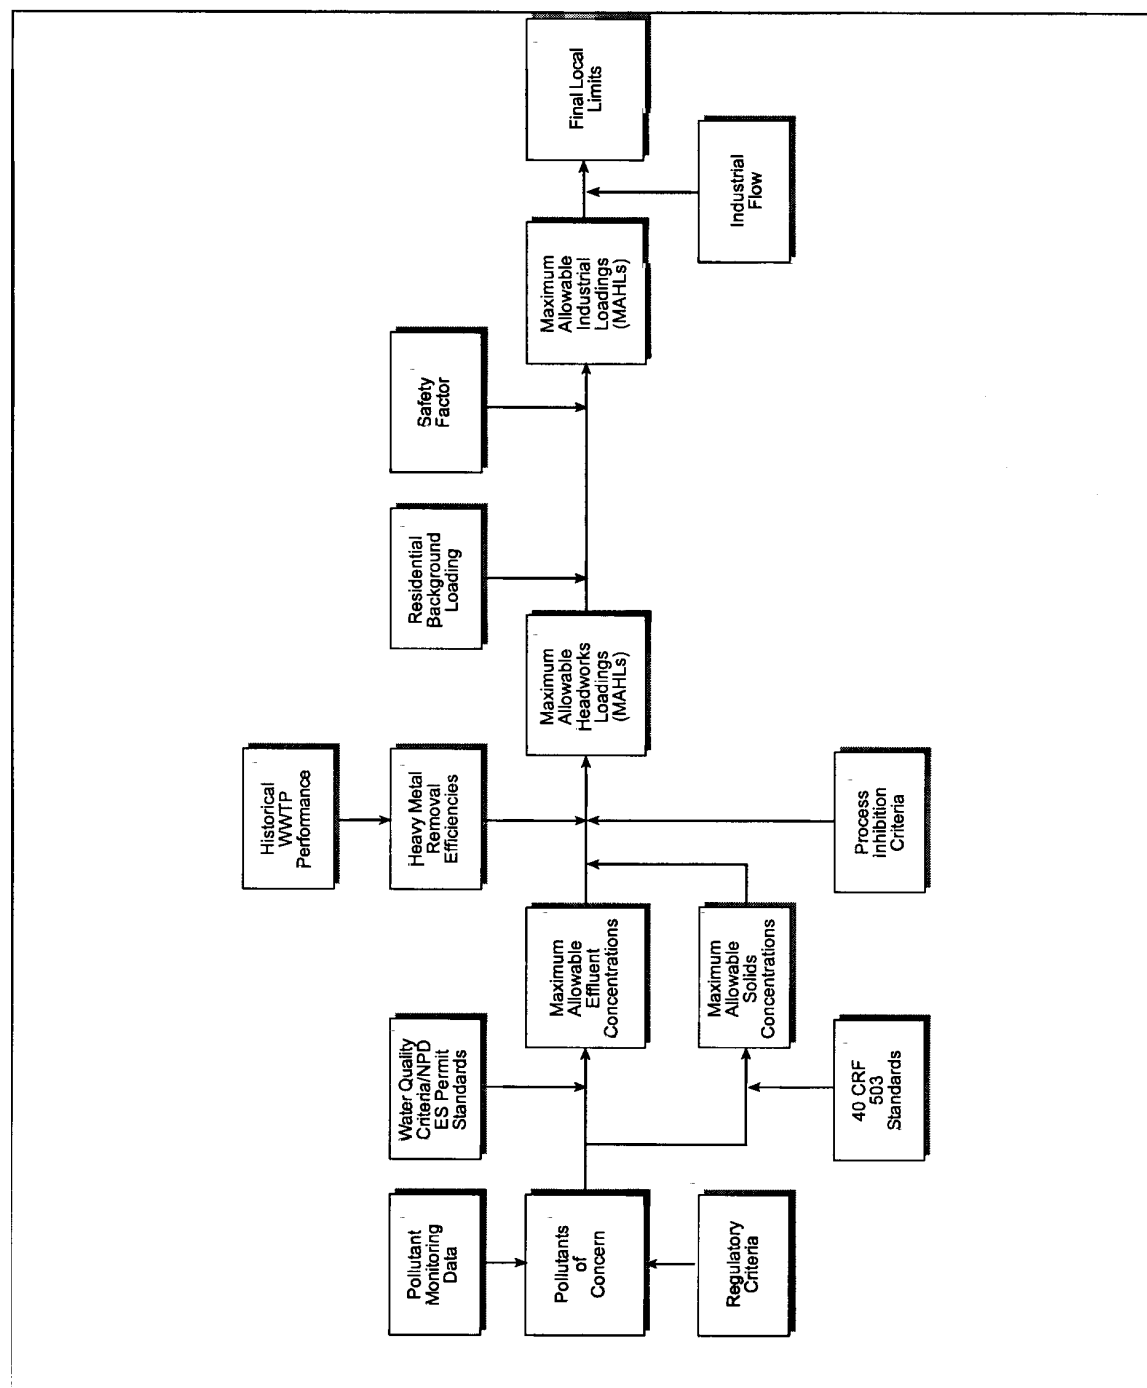 Pollutant
Monitoring
Data
Pollutants
of
Concern
Regulatory
Criteria
Water Quality
Criteria/NPD
ES Permit
Standards
Maximum
Allowable
Effluent
Concentrations
Maximum
Allowable
Solids
Concentrations
40 CRF
503
Standards
Historical
WWTP
Performance
Heavy Metal
Removal
Efficiencies
Process
Inhibition
Criteria
Maximum
Allowable
Headworks
Loadings
(MAHLs)
Residential
Background
Loading
Safety
Factor
Maximum
Allowable
Industrial
Loadings
(MAHLs)
Industrial
Flow
Final Local
Limits